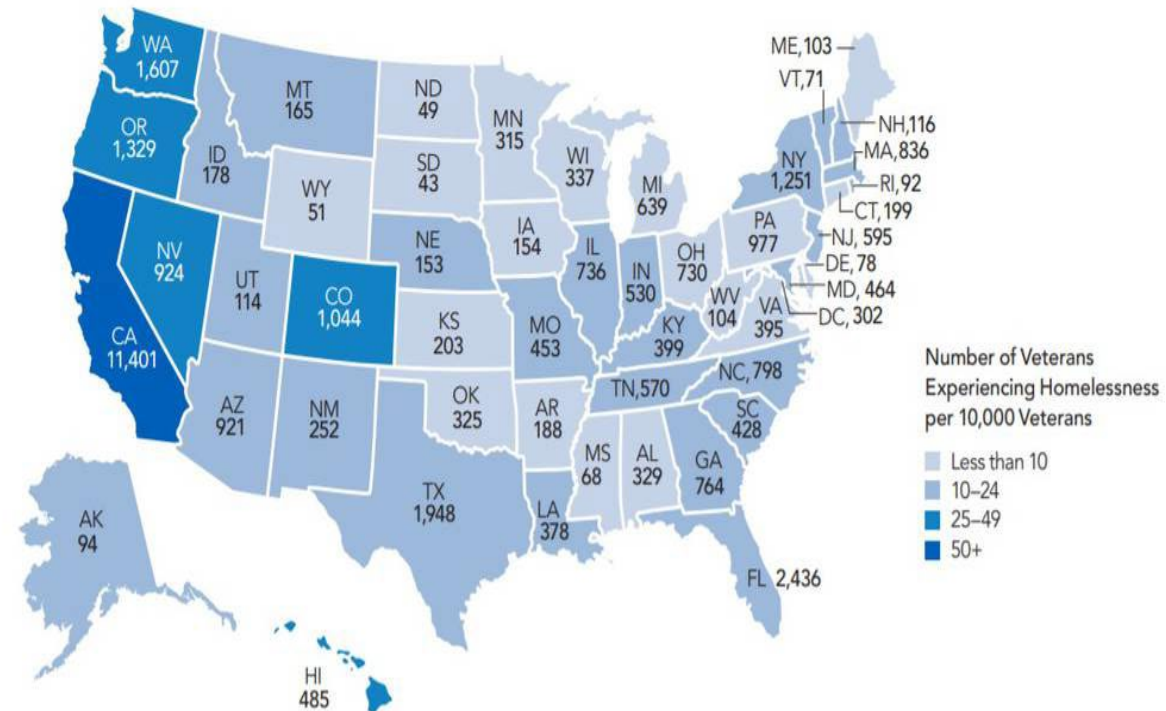 WA
1,607
OR
1,329
CA
11,401
NV
924
ID
178
MT
165
WY
51
UT
114
CO
1,044
AZ
921
NM
252
ND
49
SD
43
NE
153
KS
203
OK
325
TX
1,948
MN
315
IA
154
MO
453
AR
188
LA
378
WI
337
IL
736
MI
639
IN
530
OH
730
KY
399
TN,570
MS
68
AL
329
GA
764
FL 2,436
SC
428
NC,798
VA
395
WV
104
PA
977
NY
1,251
ME,103
VT,71
NH,116
MA,836
RI,92
CT,199
NJ, 595
DE,78
MD, 464
DC,302
AK
94
HI
485
Number of Veterans
Experiencing Homelessness
per 10,000 Veterans
Less than 10
10–24
25–49
50+